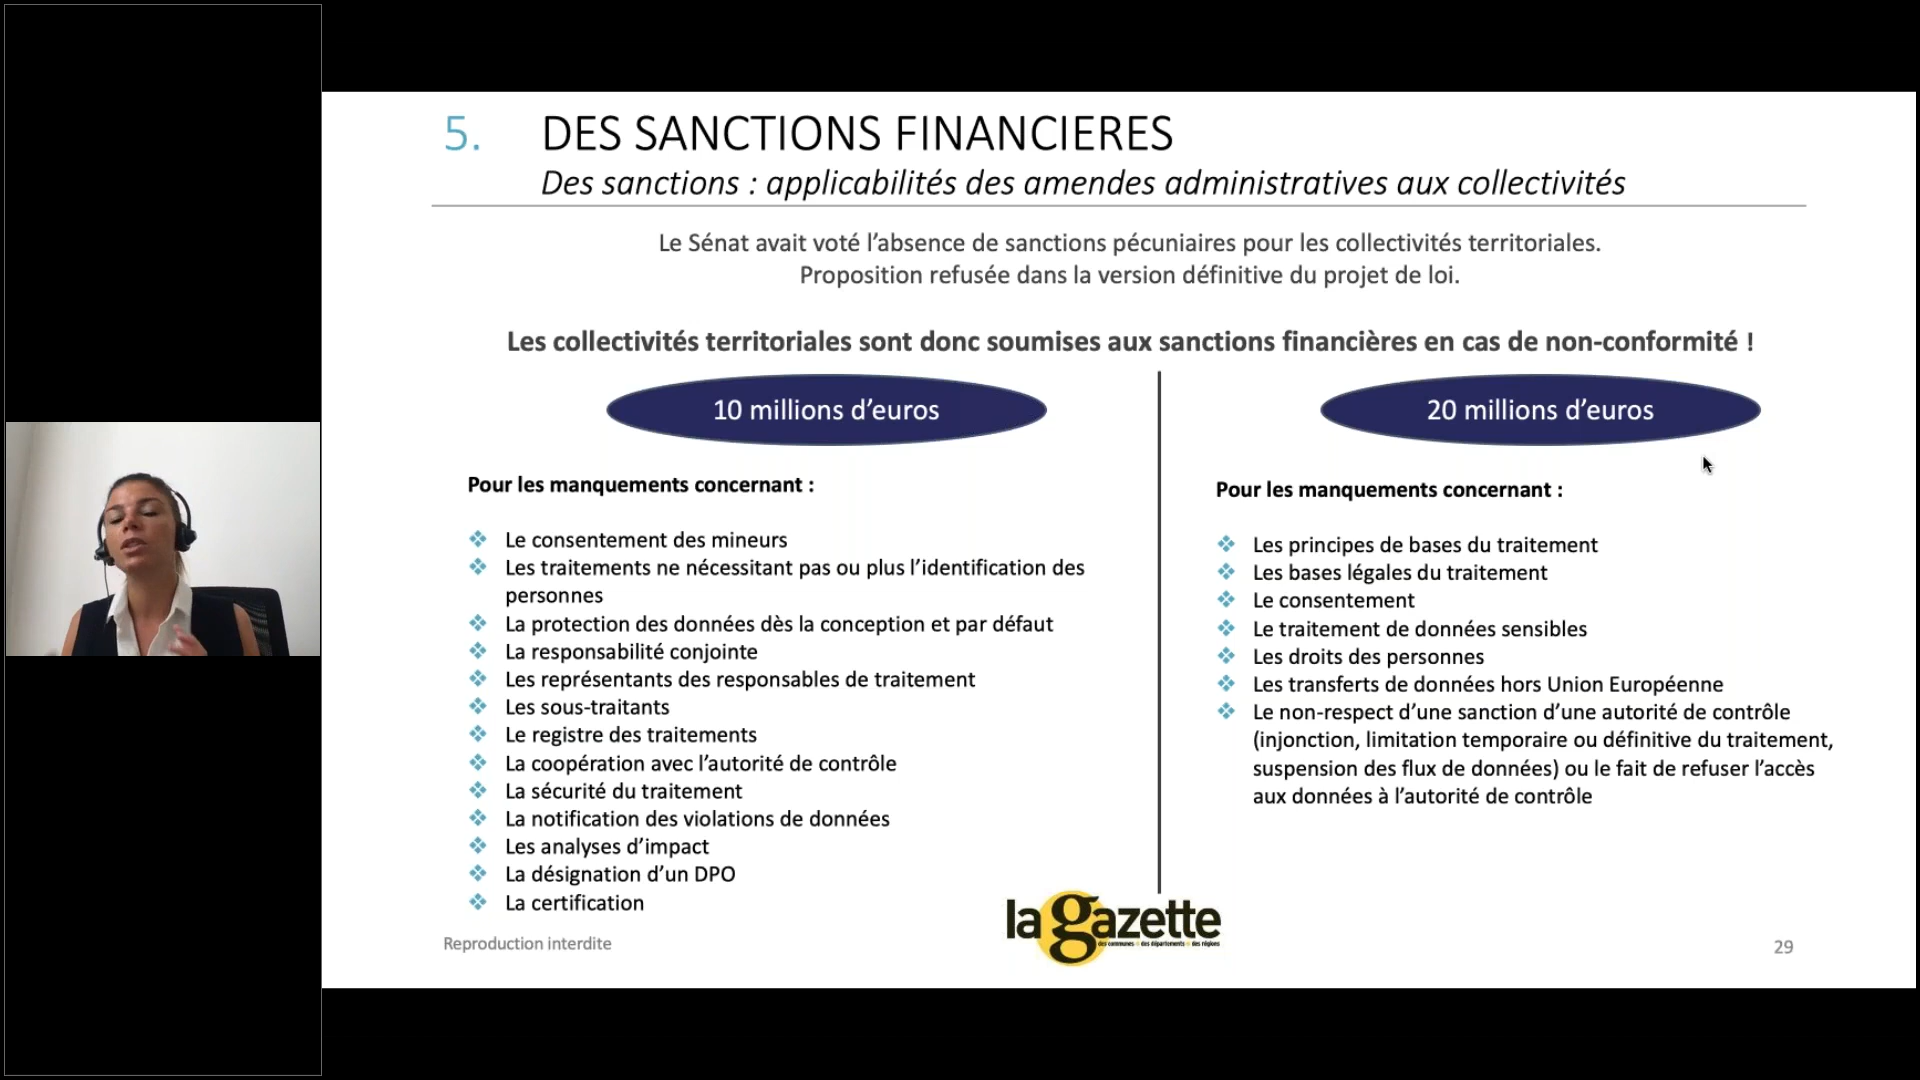 5. DES SANCTIONS FINANCIERES
Des sanctions : applicabilités des amendes administratives aux collectivités
Le Sénat avait voté l’absence de sanctions pécuniaires pour les collectivités territoriales.
Proposition refusée dans la version définitive du projet de loi.
Les collectivités territoriales sont donc soumises aux sanctions financières en cas de non-conformité !
10 millions d’euros
Pour les manquements concernant :
Le consentement des mineurs
Les traitements ne nécessitant pas ou plus l’identification des
personnes
La protection des données dès la conception et par défaut
La responsabilité conjointe
Les représentants des responsables de traitement
Les sous-traitants
Le registre des traitements
La coopération avec l’autorité de contrôle
La sécurité du traitement
La notification des violations de données
Les analyses d’impact
La désignation d’un DPO
La certification
20 millions d’euros
Pour les manquements concernant :
Les principes de bases du traitement
Les bases légales du traitement
Le consentement
Le traitement de données sensibles
Les droits des personnes
Les transferts de données hors Union Européenne
Le non-respect d’une sanction d’une autorité de contrôle
(injonction, limitation temporaire ou définitive du traitement,
suspension des flux de données) ou le fait de refuser l’accès
aux données à l’autorité de contrôle
Reproduction interdite
la gazette
des communes des départements des régions
29